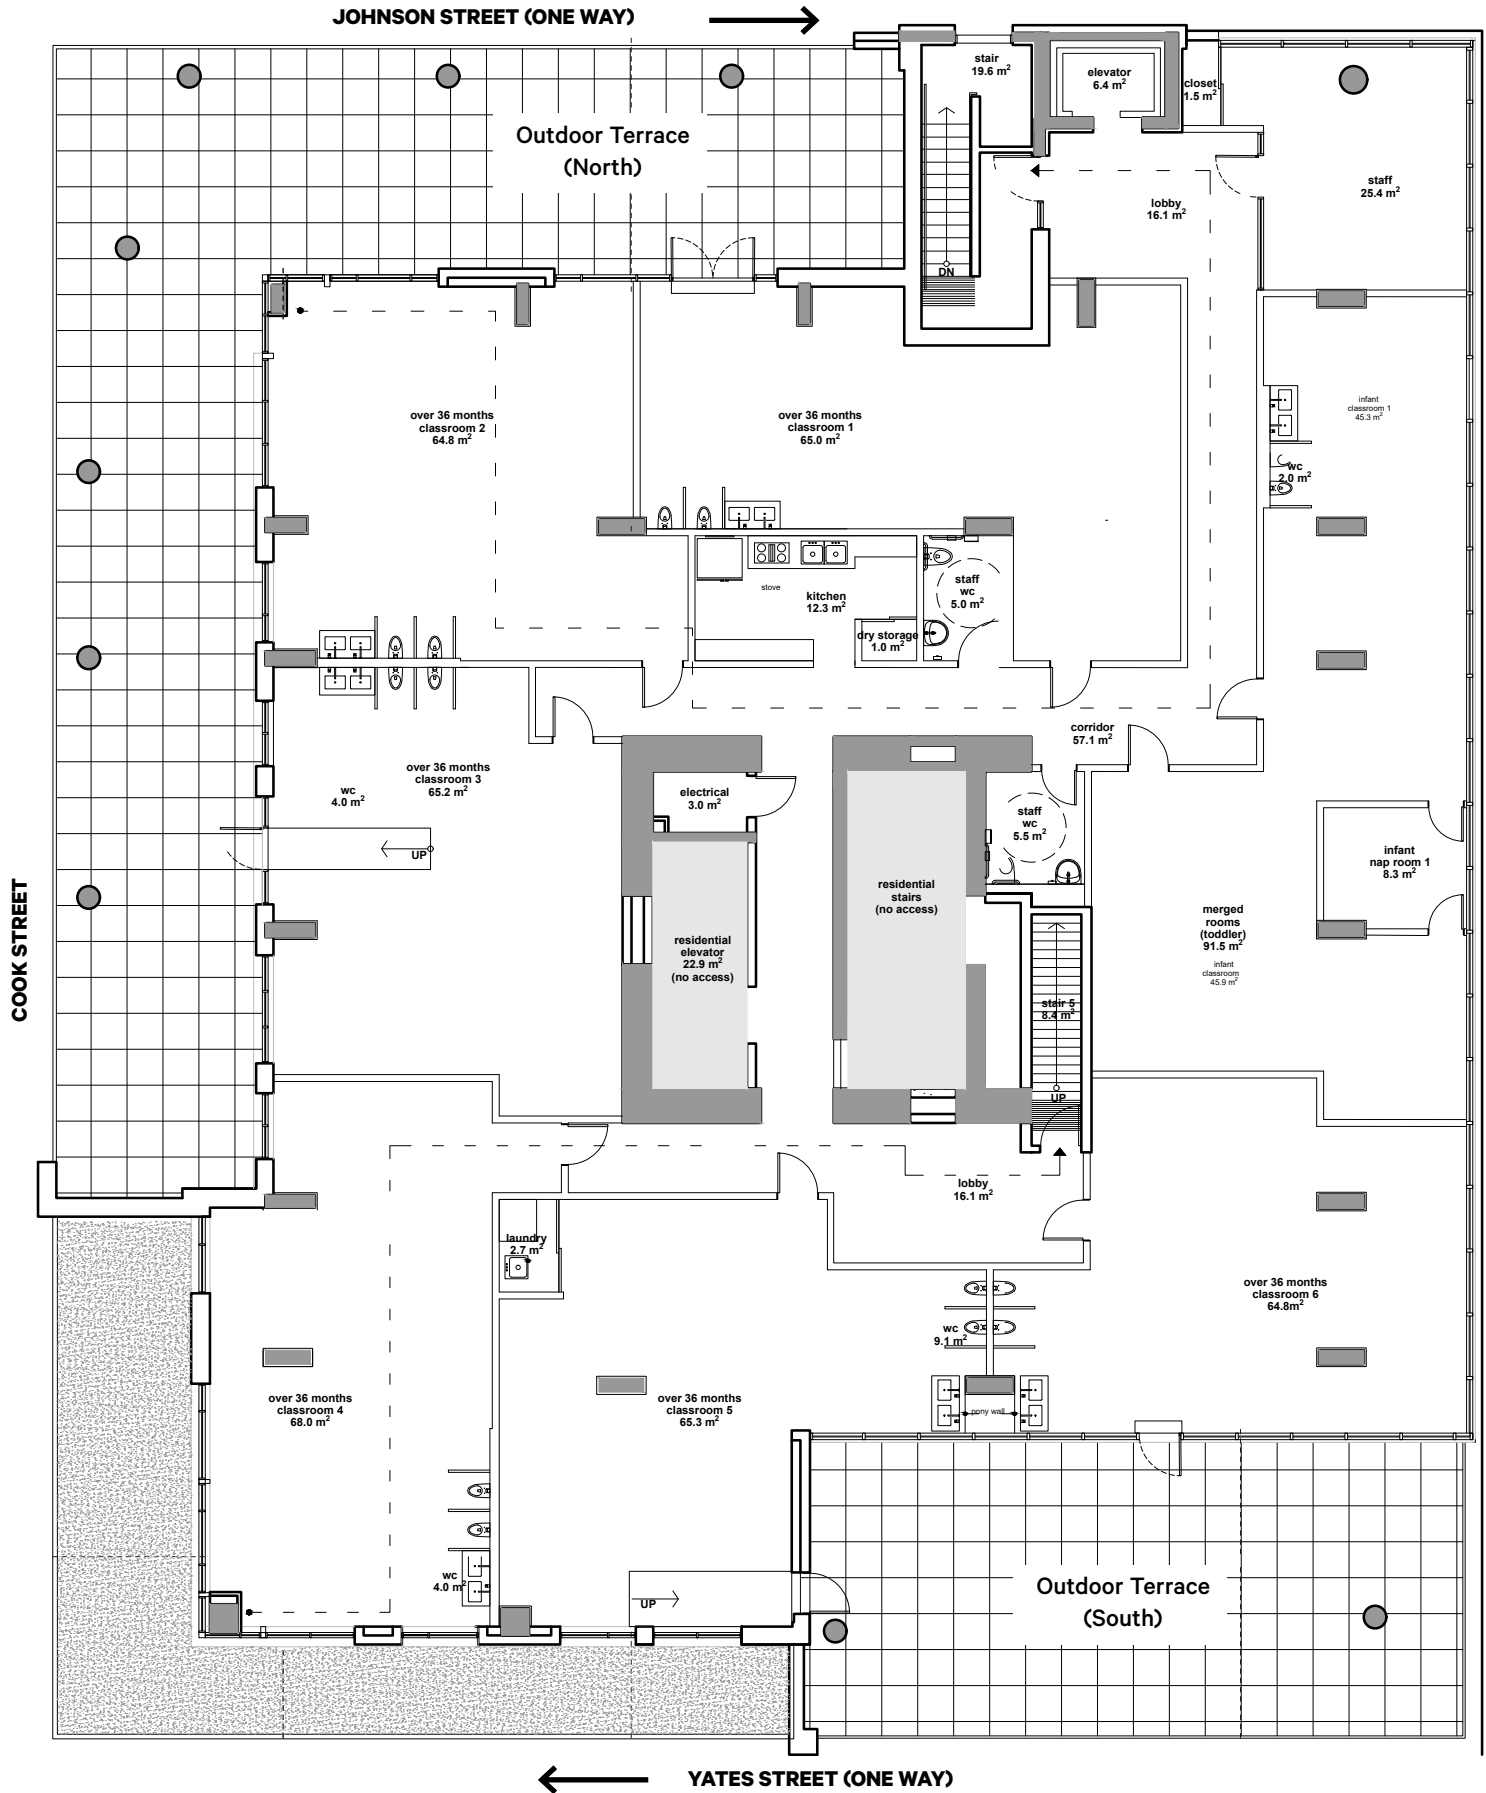 JOHNSON STREET (ONE WAY)
stair
19.6 m²
elevator
6.4 m²
closet
1.5 m²
Outdoor Terrace
(North)
staff
25.4 m²
lobby
16.1 m²
DN
over 36 months
classroom 2
64.8 m²
over 36 months
classroom 1
65.0 m²
infant
classroom 1
45.3 m²
wc
2.0 m²
stove
kitchen
12.3 m²
staff
wc
5.0 m²
dry storage
1.0 m²
corridor
57.1 m²
over 36 months
classroom 3
65.2 m²
wc
4.0 m²
UP
electrical
3.0 m²
staff
wc
5.5 m²
infant
nap room 1
8.3 m²
residential
stairs
(no access)
residential
elevator
22.9 m²
(no access)
merged
rooms
(toddler)
91.5 m²
infant
classroom
45.9 m²
COOK STREET
stair 5
8.4 m²
UP
lobby
16.1 m²
laundry
2.7 m²
over 36 months
classroom 6
64.8m²
wc
9.1 m²
over 36 months
classroom 4
68.0 m²
over 36 months
classroom 5
65.3 m²
pony wall
wc
4.0 m²
UP
Outdoor Terrace
(South)
YATES STREET (ONE WAY)